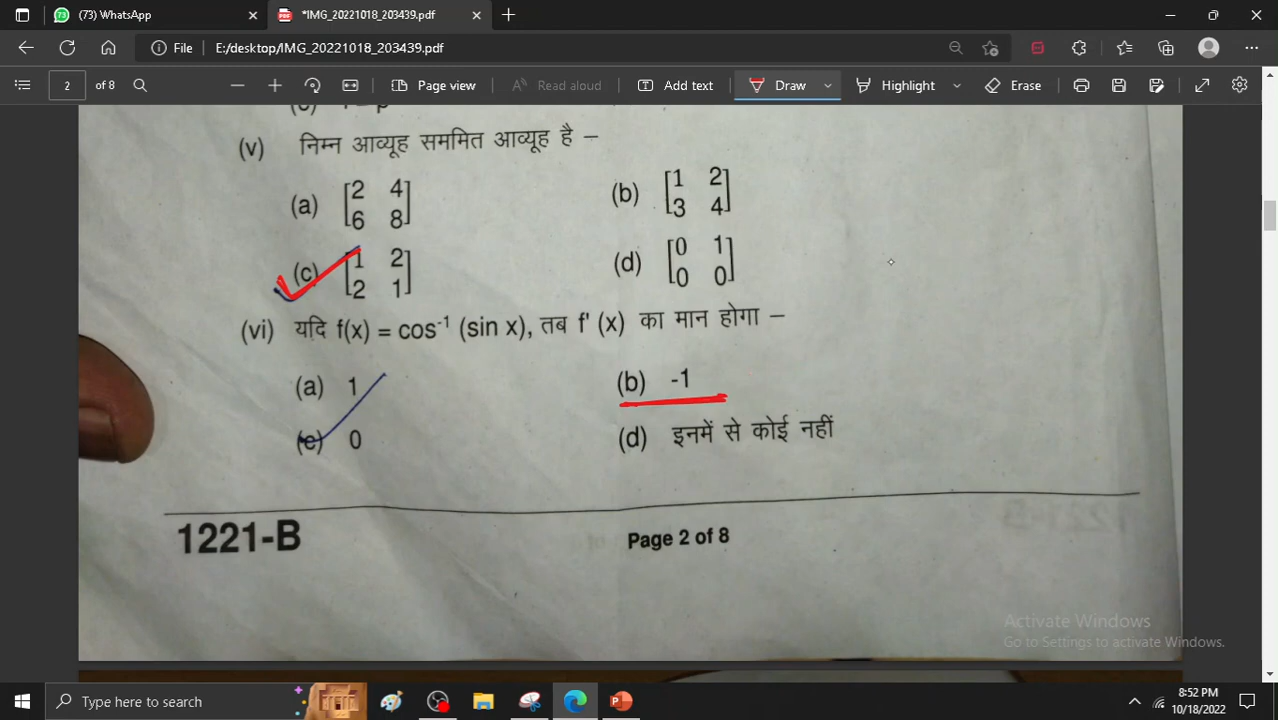 (73) WhatsApp
*IMG_20221018_203439.pdf
File E:/desktop/IMG_20221018_203439.pdf
2 of 8
Page view
Read aloud
Add text
Draw
Highlight
Erase
(v) निम्न आव्यूह सममित आव्यूह है –
(a) [2 4
6 8]
(b) [1 2
3 4]
(c) [1 2
2 1]
(d) [0 1
0 0]
(vi) यदि f(x) = cos⁻¹ (sin x), तब f' (x) का मान होगा –
(a) 1
(b) -1
(c) 0
(d) इनमें से कोई नहीं
1221-B
Page 2 of 8
Activate Windows
Go to Settings to activate Windows.
Type here to search
8:52 PM
10/18/2022